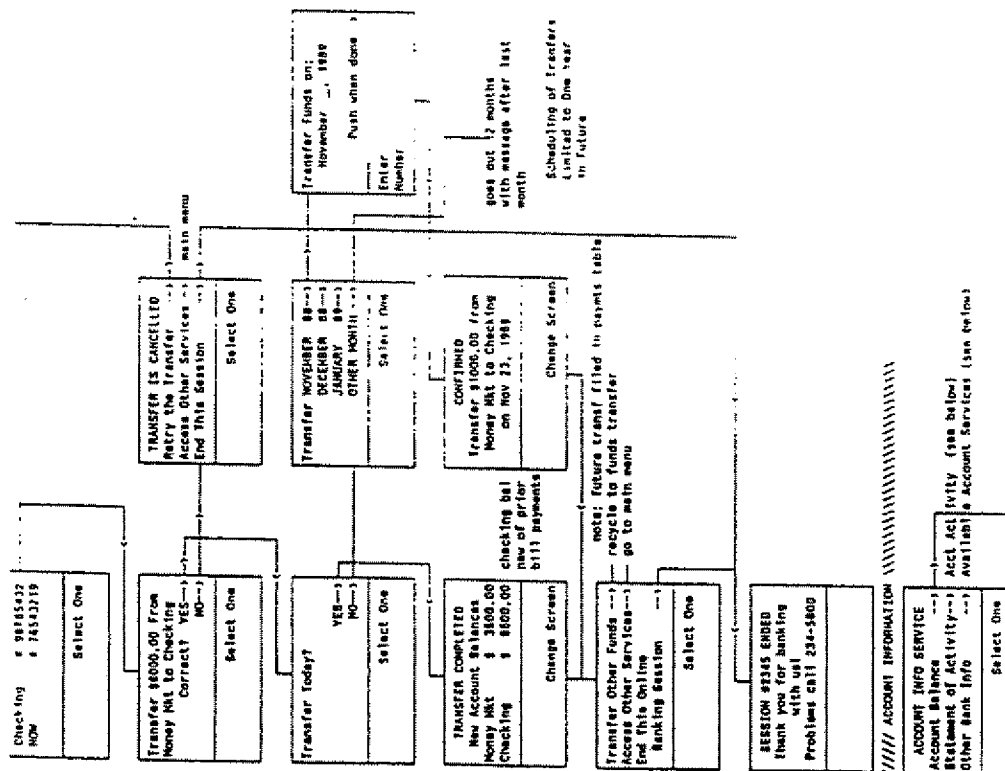 Checking # 98765432
NOW # 76543219
Select One
Transfer $6000.00 From
Money Mkt to Checking
Correct? YES--->
NO--->
Select One
TRANSFER IS CANCELLED
Retry the Transfer --->
Access Other Services --> main menu
End This Session --->
Select One
Transfer Today?
YES--->
NO--->
Select One
Transfer NOVEMBER 88--->
DECEMBER 88--->
JANUARY 89--->
OTHER MONTH --->
Select One
Transfer Funds on:
November __, 1989
Push when done
Enter
Number
goes out 12 months
with message after last
month
Scheduling of Tranfers
Limited to One Year
in Future
TRANSFER COMPLETED
New Account Balances
Money Mkt $ 3500.00
Checking $ 8600.00
Change Screen
checking bal
new of prior
bill payments
CONFIRMED
Transfer $1000.00 from
Money Mkt to Checking
on Nov 23, 1989
Change Screen
note: future transf filed in paymts table
Transfer Other Funds ---> recycle to funds transfer
Access Other Services---> go to main menu
End This Online
Banking Session --->
Select One
SESSION #2345 ENDED
Thank you for banking
with us!
Problems call 234-5800
///// ACCOUNT INFORMATION
ACCOUNT INFO SERVICE
Account Balance --->
Statement of Activity--> Acct Activity (see below)
Other Bank Info ---> Available Account Services (see below)
Select One